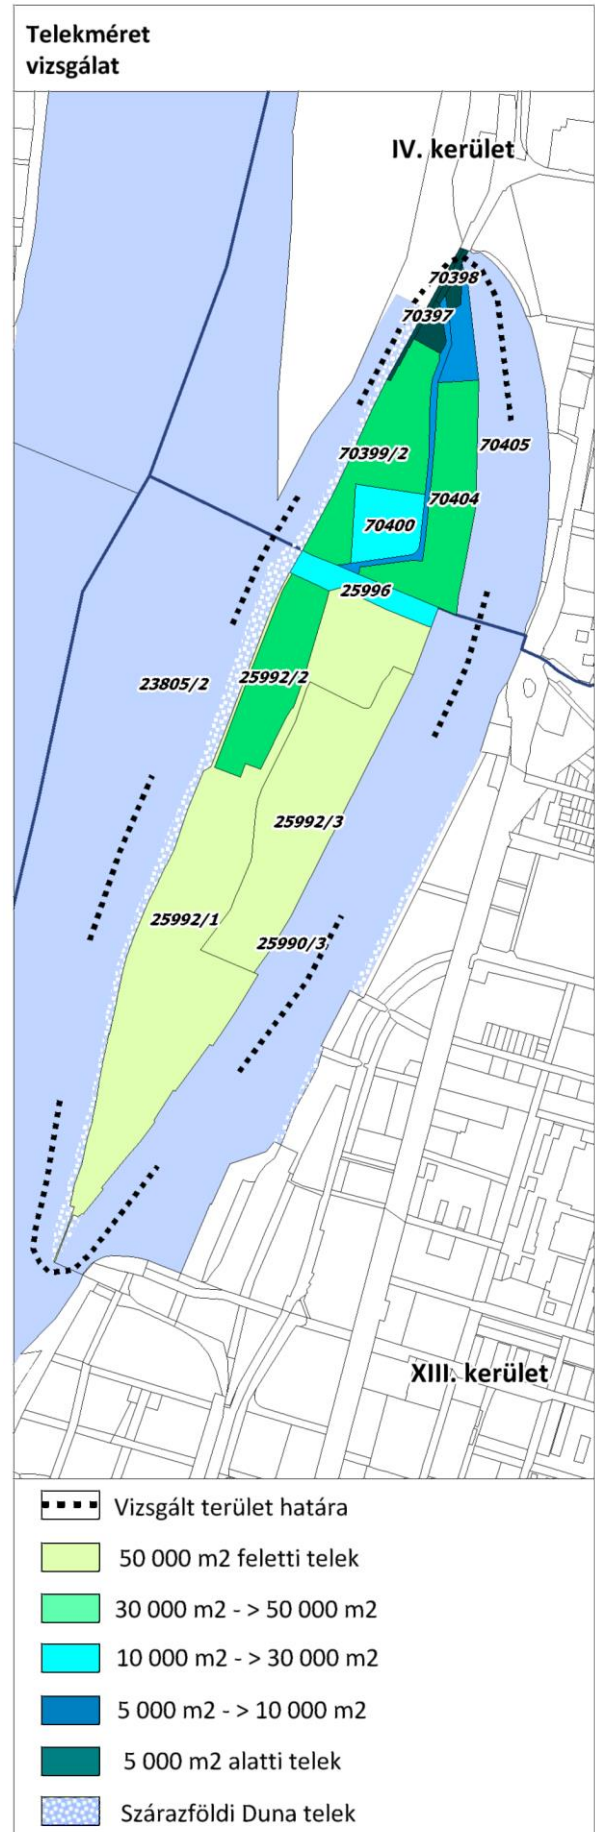 Telekméret
vizsgálat
IV. kerület
70398
70397
70399/2
70405
70404
70400
25996
25992/2
23805/2
25992/3
25992/1
25990/3
XIII. kerület
Vizsgált terület határa
50 000 m2 feletti telek
30 000 m2 - > 50 000 m2
10 000 m2 - > 30 000 m2
5 000 m2 - > 10 000 m2
5 000 m2 alatti telek
Szárazföldi Duna telek